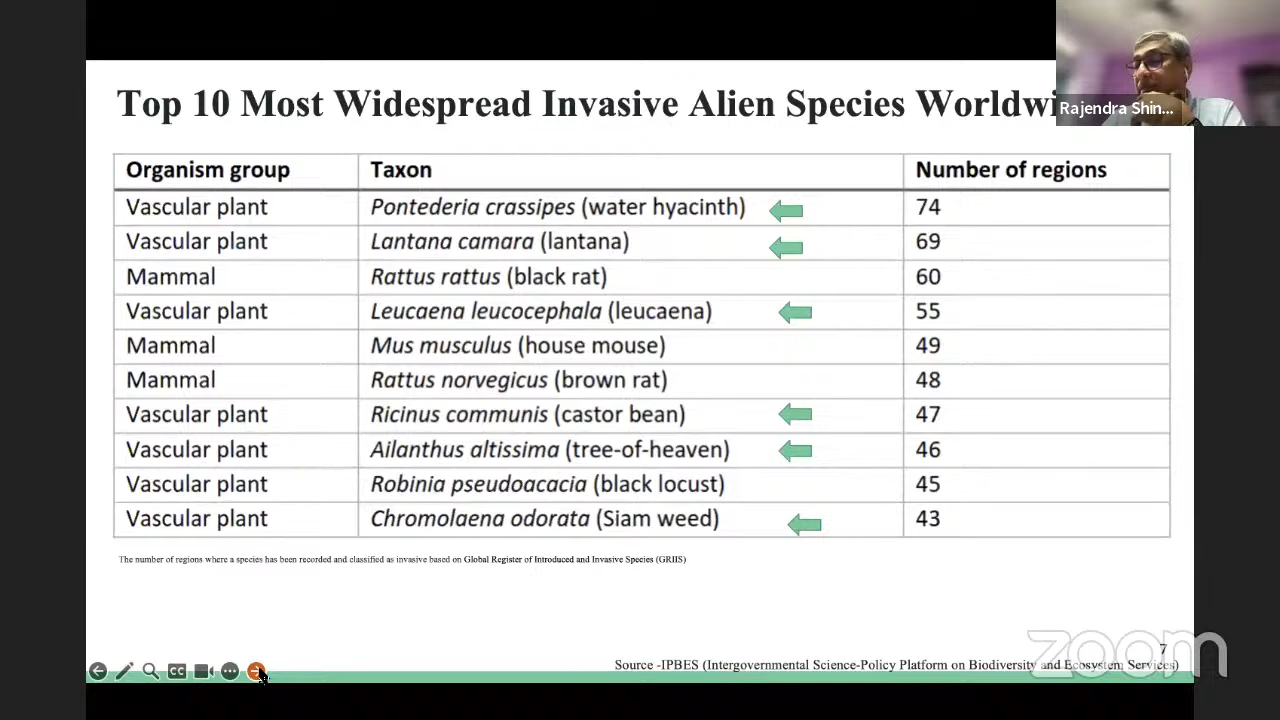 Top 10 Most Widespread Invasive Alien Species Worldwi
Rajendra Shin...
Organism group Taxon Number of regions
Vascular plant Pontederia crassipes (water hyacinth) 74
Vascular plant Lantana camara (lantana) 69
Mammal Rattus rattus (black rat) 60
Vascular plant Leucaena leucocephala (leucaena) 55
Mammal Mus musculus (house mouse) 49
Mammal Rattus norvegicus (brown rat) 48
Vascular plant Ricinus communis (castor bean) 47
Vascular plant Ailanthus altissima (tree-of-heaven) 46
Vascular plant Robinia pseudoacacia (black locust) 45
Vascular plant Chromolaena odorata (Siam weed) 43
The number of regions where a species has been recorded and classified as invasive based on Global Register of Introduced and Invasive Species (GRIIS)
7
Source -IPBES (Intergovernmental Science-Policy Platform on Biodiversity and Ecosystem Services)
zoom
CC